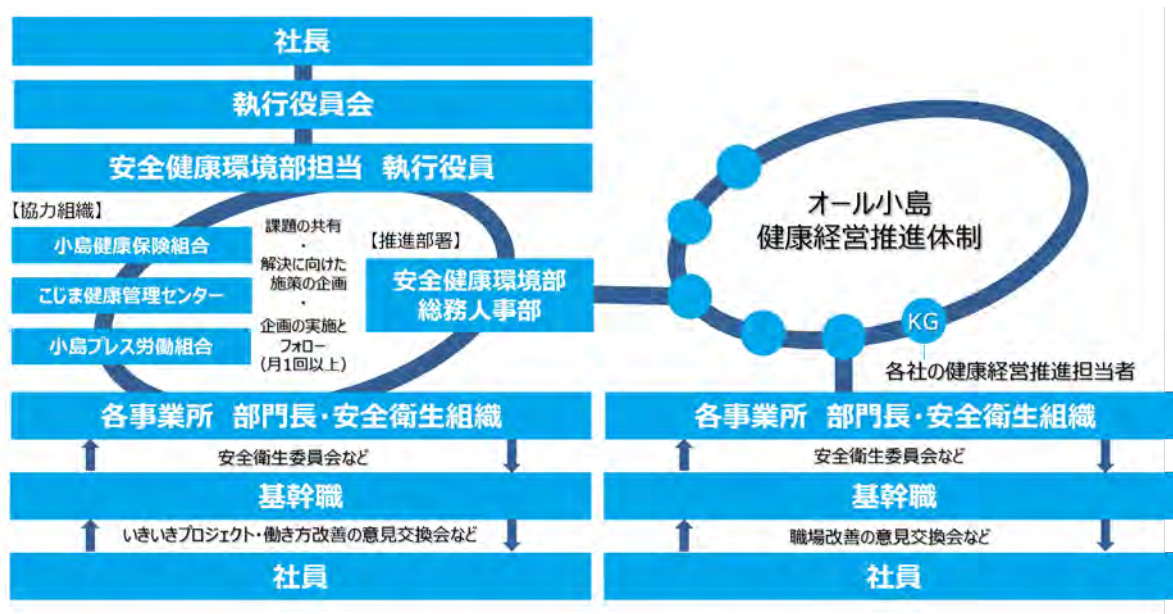 社長
執行役員会
安全健康環境部担当 執行役員
【協力組織】
小島健康保険組合
こじま健康管理センター
小島プレス労働組合
課題の共有
・
解決に向けた
施策の企画
・
企画の実施と
フォロー
(月1回以上)
【推進部署】
安全健康環境部
総務人事部
オール小島
健康経営推進体制
KG
各社の健康経営推進担当者
各事業所 部門長・安全衛生組織
安全衛生委員会など
基幹職
いきいきプロジェクト・働き方改善の意見交換会など
社員
各事業所 部門長・安全衛生組織
安全衛生委員会など
基幹職
職場改善の意見交換会など
社員